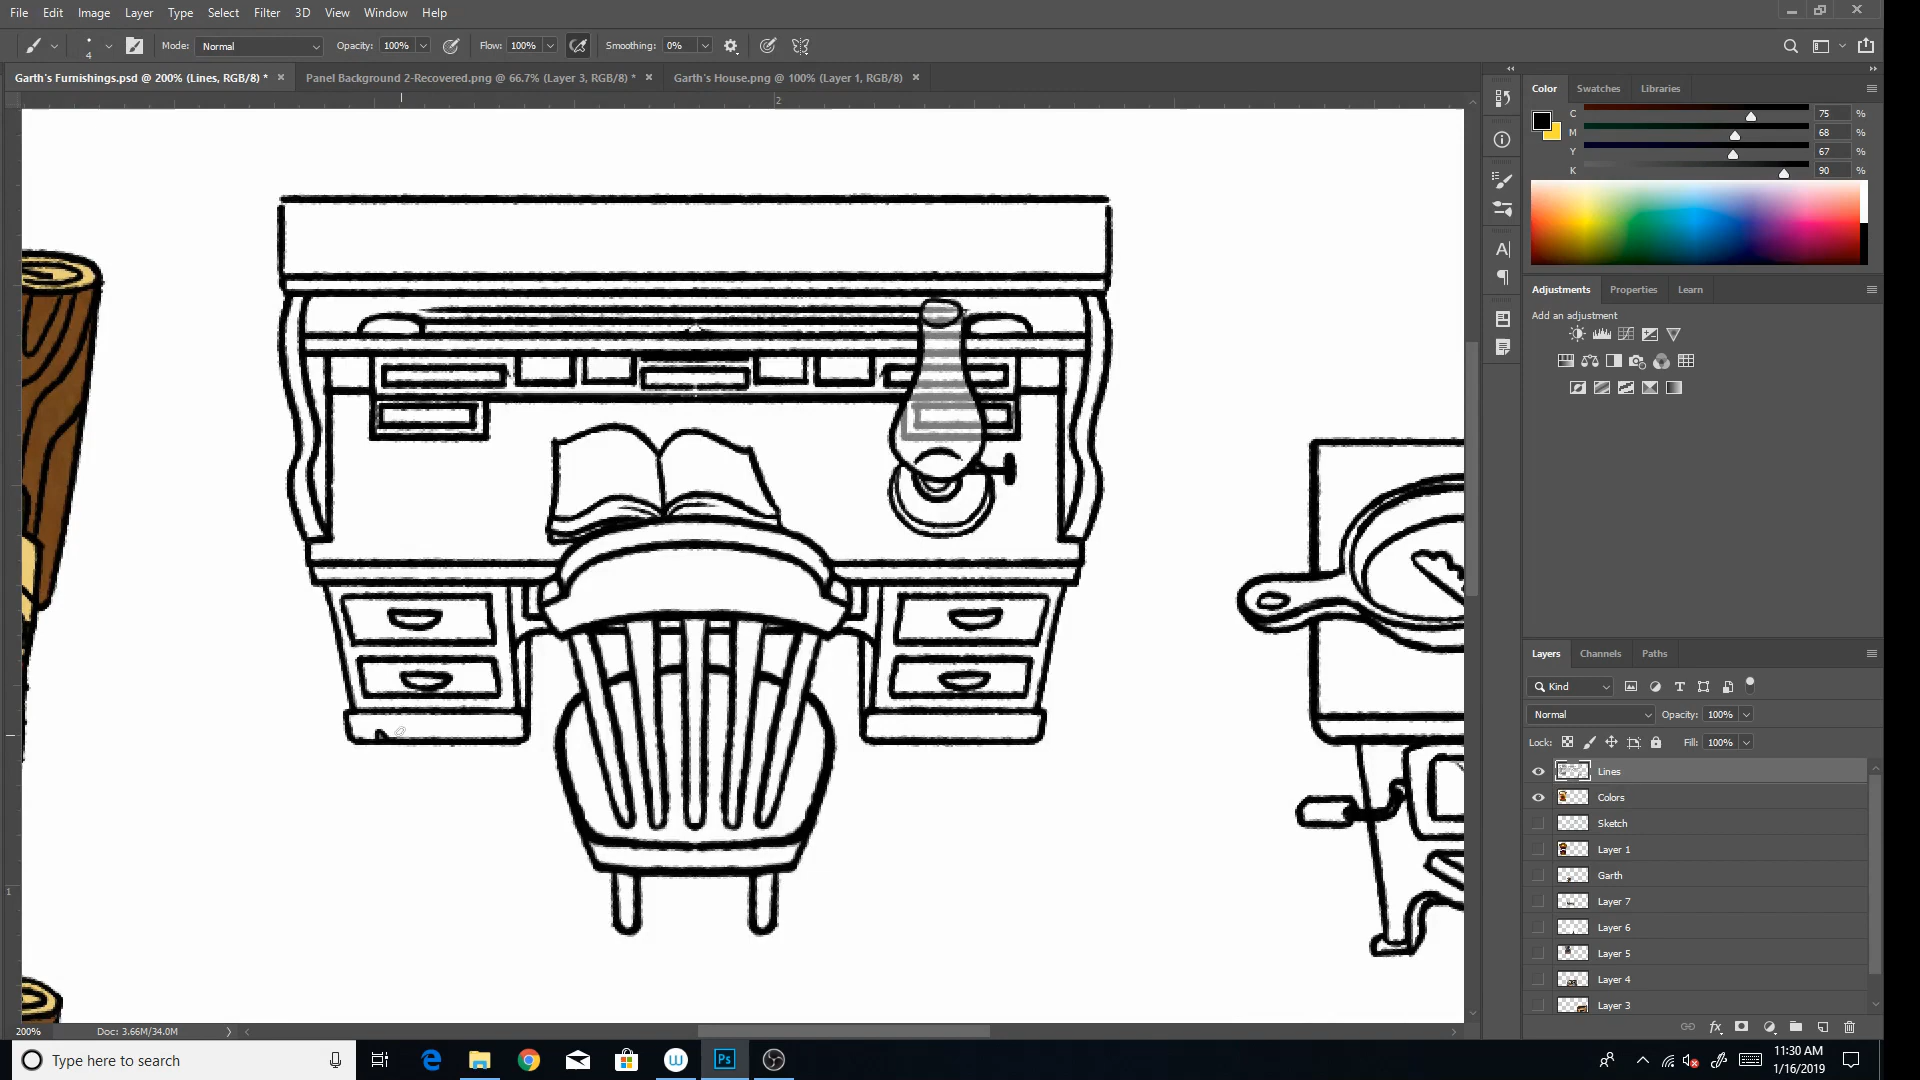 File Edit Image Layer Type Select Filter 3D View Window Help
4 Mode: Normal Opacity: 100% Flow: 100% Smoothing: 0%
Garth's Furnishings.psd @ 200% (Lines, RGB/8) * × Panel Background 2-Recovered.png @ 66.7% (Layer 3, RGB/8) * × Garth's House.png @ 100% (Layer 1, RGB/8) ×
2
1
Color Swatches Libraries
C 75 %
M 68 %
Y 67 %
K 90 %
Adjustments Properties Learn
Add an adjustment
Layers Channels Paths
Kind
Normal Opacity: 100%
Lock: Fill: 100%
Lines
Colors
Sketch
Layer 1
Garth
Layer 7
Layer 6
Layer 5
Layer 4
Layer 3
200% Doc: 3.66M/34.0M
Type here to search
Ps
11:30 AM
1/16/2019